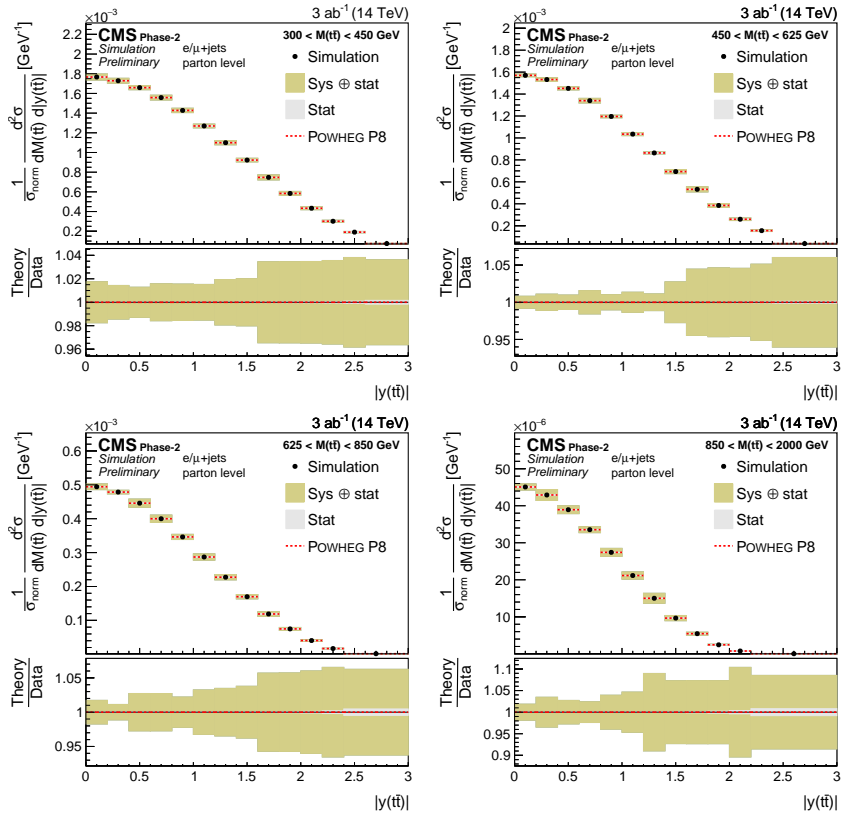 ×10⁻³
3 ab⁻¹ (14 TeV)
CMS Phase-2
Simulation
Preliminary
e/μ+jets
parton level
300 < M(tt̄) < 450 GeV
Simulation
Sys ⊕ stat
Stat
POWHEG P8
1/σnorm d²σ/dM(tt̄) d|y(tt̄)| [GeV⁻¹]
2.2
2
1.8
1.6
1.4
1.2
1
0.8
0.6
0.4
0.2
Theory
Data
1.04
1.02
1
0.98
0.96
0 0.5 1 1.5 2 2.5 3
|y(tt̄)|
×10⁻³
3 ab⁻¹ (14 TeV)
CMS Phase-2
Simulation
Preliminary
e/μ+jets
parton level
450 < M(tt̄) < 625 GeV
Simulation
Sys ⊕ stat
Stat
POWHEG P8
1/σnorm d²σ/dM(tt̄) d|y(tt̄)| [GeV⁻¹]
2
1.8
1.6
1.4
1.2
1
0.8
0.6
0.4
0.2
Theory
Data
1.05
1
0.95
0 0.5 1 1.5 2 2.5 3
|y(tt̄)|
×10⁻³
3 ab⁻¹ (14 TeV)
CMS Phase-2
Simulation
Preliminary
e/μ+jets
parton level
625 < M(tt̄) < 850 GeV
Simulation
Sys ⊕ stat
Stat
POWHEG P8
1/σnorm d²σ/dM(tt̄) d|y(tt̄)| [GeV⁻¹]
0.6
0.5
0.4
0.3
0.2
0.1
Theory
Data
1.05
1
0.95
0 0.5 1 1.5 2 2.5 3
|y(tt̄)|
×10⁻⁶
3 ab⁻¹ (14 TeV)
CMS Phase-2
Simulation
Preliminary
e/μ+jets
parton level
850 < M(tt̄) < 2000 GeV
Simulation
Sys ⊕ stat
Stat
POWHEG P8
1/σnorm d²σ/dM(tt̄) d|y(tt̄)| [GeV⁻¹]
50
40
30
20
10
Theory
Data
1.1
1.05
1
0.95
0.9
0 0.5 1 1.5 2 2.5 3
|y(tt̄)|